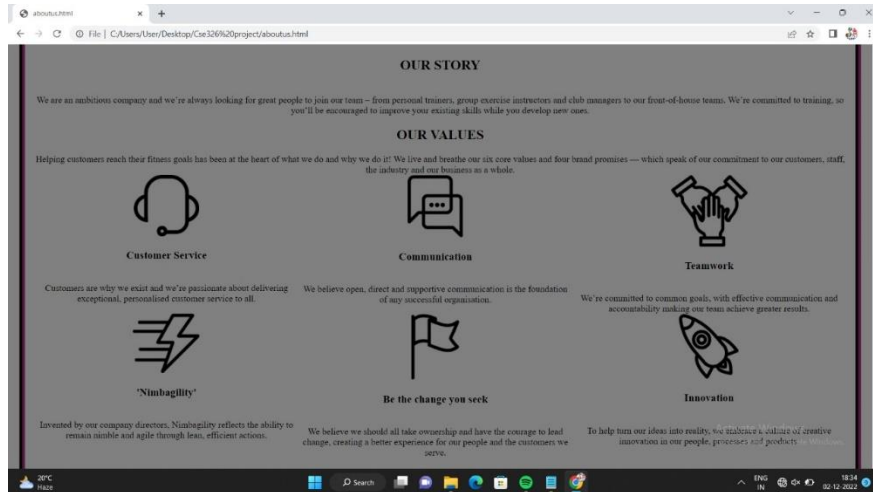 aboutus.html
File | C:/Users/User/Desktop/Cse326%20project/aboutus.html
OUR STORY
We are an ambitious company and we're always looking for great people to join our team – from personal trainers, group exercise instructors and club managers to our front-of-house teams. We're committed to training, so
you'll be encouraged to improve your existing skills while you develop new ones.
OUR VALUES
Helping customers reach their fitness goals has been at the heart of what we do and why we do it! We live and breathe our six core values and four brand promises — which speak of our commitment to our customers, staff,
the industry and our business as a whole.
Customer Service
Customers are why we exist and we're passionate about delivering
exceptional, personalised customer service to all.
Communication
We believe open, direct and supportive communication is the foundation
of any successful organisation.
Teamwork
We're committed to common goals, with effective communication and
accountability making our team achieve greater results.
'Nimbagility'
Invented by our company directors, Nimbagility reflects the ability to
remain nimble and agile through lean, efficient actions.
Be the change you seek
We believe we should all take ownership and have the courage to lead
change, creating a better experience for our people and the customers we
serve.
Innovation
To help turn our ideas into reality, we embrace a culture of creative
innovation in our people, processes and products
20°C
Haze
Search
ENG
IN
18:34
02-12-2022